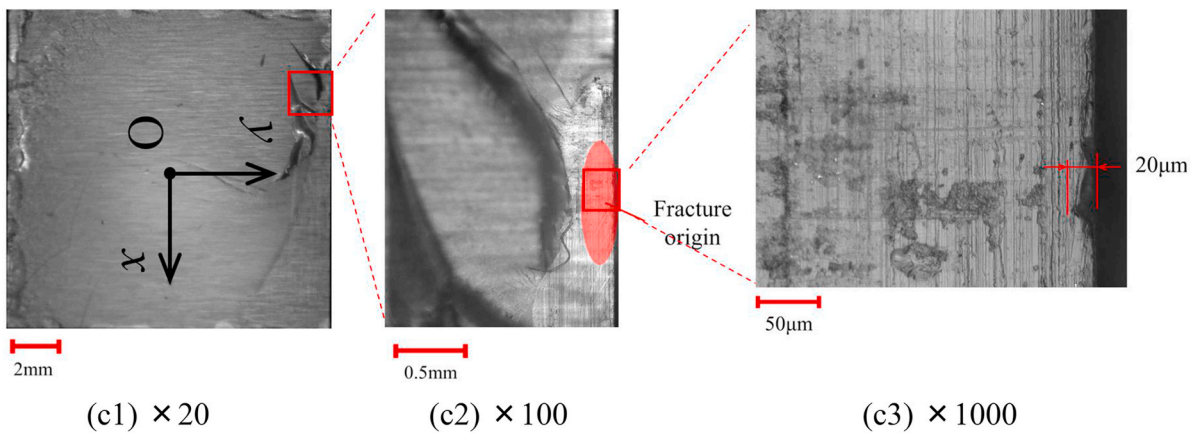 O
y
x
Fracture
origin
20μm
2mm
0.5mm
50μm
(c1) ×20
(c2) ×100
(c3) ×1000